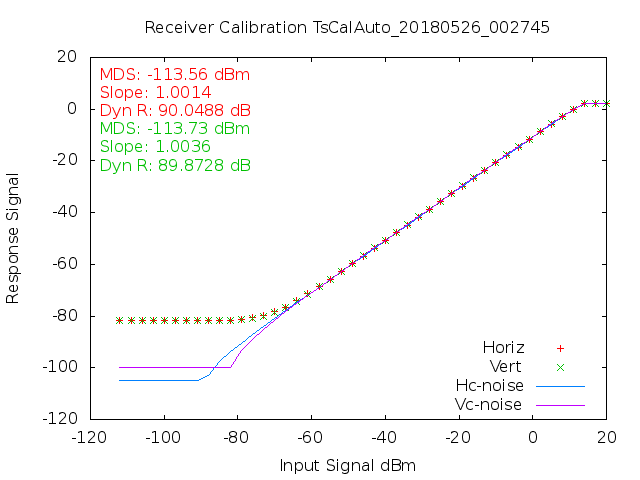 Receiver Calibration TsCalAuto_20180526_002745
MDS: -113.56 dBm
Slope: 1.0014
Dyn R: 90.0488 dB
MDS: -113.73 dBm
Slope: 1.0036
Dyn R: 89.8728 dB
20
0
-20
-40
-60
-80
-100
-120
Response Signal
Horiz
Vert
Hc-noise
Vc-noise
-120 -100 -80 -60 -40 -20 0 20
Input Signal dBm